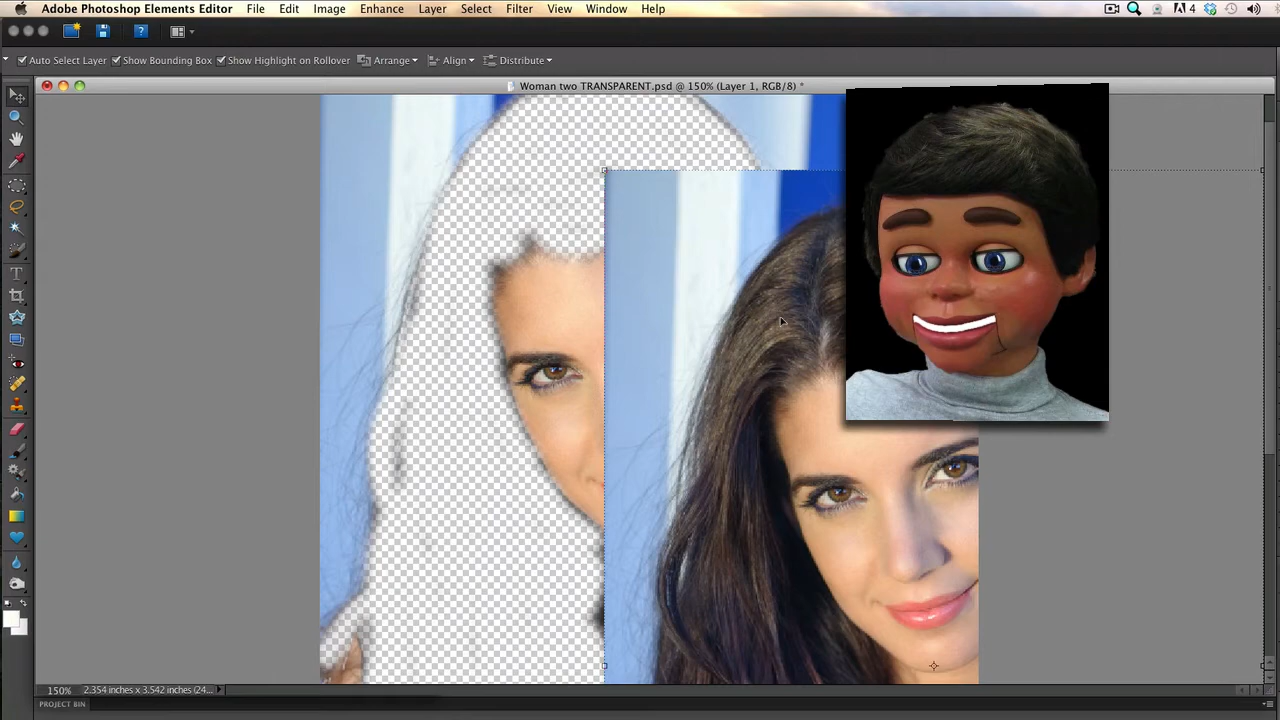 Adobe Photoshop Elements Editor File Edit Image Enhance Layer Select Filter View Window Help 4
Auto Select Layer Show Bounding Box Show Highlight on Rollover Arrange Align Distribute
Woman two TRANSPARENT.psd @ 150% (Layer 1, RGB/8) *
150% 2.354 inches x 3.542 inches (24...
PROJECT BIN